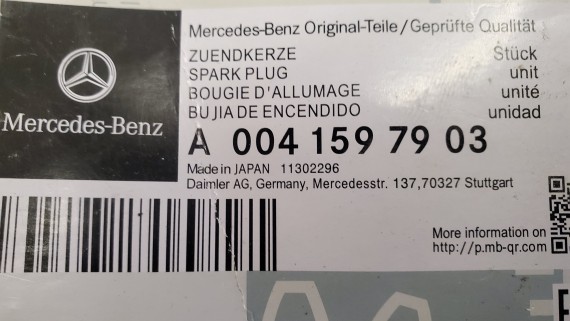 Mercedes-Benz
Mercedes-Benz Original-Teile/Geprüfte Qualität
ZUENDKERZE Stück
SPARK PLUG unit
BOUGIE D'ALLUMAGE unité
BUJIA DE ENCENDIDO unidad
A 004 159 79 03
Made in JAPAN 11302296
Daimler AG, Germany, Mercedesstr. 137,70327 Stuttgart
More information on
http://p.mb-qr.com